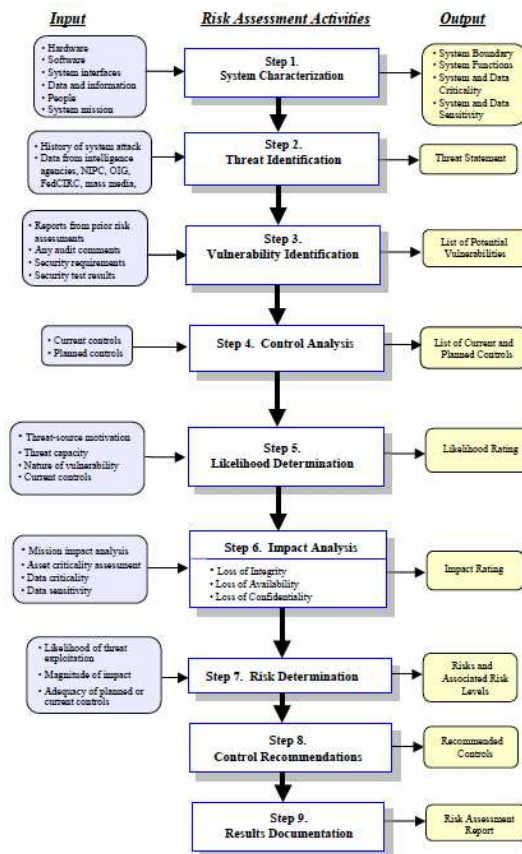 Input
Risk Assessment Activities
Output
• Hardware
• Software
• System interfaces
• Data and information
• People
• System mission
Step 1.
System Characterization
• System Boundary
• System Functions
• System and Data
Criticality
• System and Data
Sensitivity
• History of system attack
• Data from intelligence
agencies, NIPC, OIG,
FedCIRC, mass media,
Step 2.
Threat Identification
Threat Statement
• Reports from prior risk
assessments
• Any audit comments
• Security requirements
• Security test results
Step 3.
Vulnerability Identification
List of Potential
Vulnerabilities
• Current controls
• Planned controls
Step 4. Control Analysis
List of Current and
Planned Controls
• Threat-source motivation
• Threat capacity
• Nature of vulnerability
• Current controls
Step 5.
Likelihood Determination
Likelihood Rating
• Mission impact analysis
• Asset criticality assessment
• Data criticality
• Data sensitivity
Step 6. Impact Analysis
• Loss of Integrity
• Loss of Availability
• Loss of Confidentiality
Impact Rating
• Likelihood of threat
exploitation
• Magnitude of impact
• Adequacy of planned or
current controls
Step 7. Risk Determination
Risks and
Associated Risk
Levels
Step 8.
Control Recommendations
Recommended
Controls
Step 9.
Results Documentation
Risk Assessment
Report